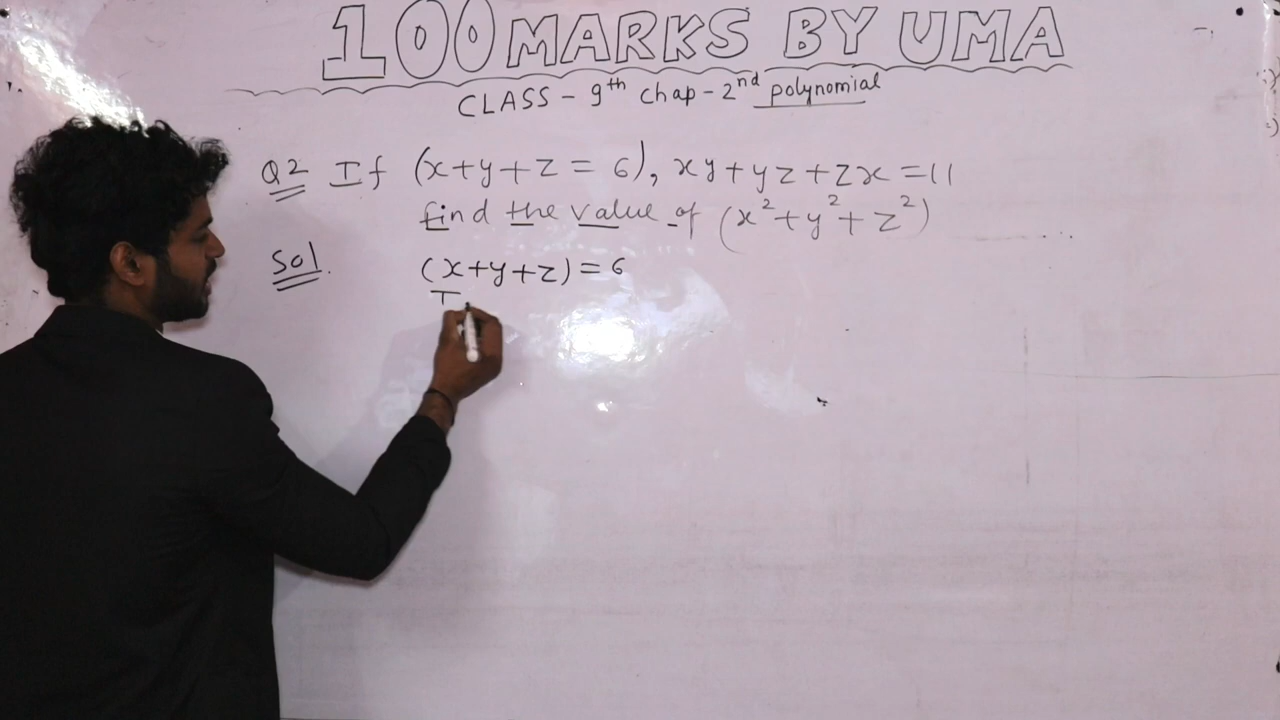 100 MARKS BY UMA
CLASS - 9th chap - 2nd polynomial
Q2 If (x+y+z = 6), xy+yz+zx = 11
find the value of (x²+y²+z²)
Sol. (x+y+z) = 6
T